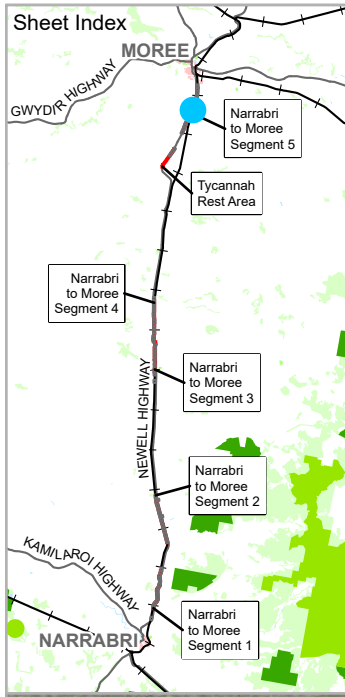 Sheet Index
MOREE
GWYDIR HIGHWAY
Narrabri
to Moree
Segment 5
Tycannah
Rest Area
Narrabri
to Moree
Segment 4
Narrabri
to Moree
Segment 3
NEWELL HIGHWAY
Narrabri
to Moree
Segment 2
KAMILAROI HIGHWAY
Narrabri
to Moree
Segment 1
NARRABRI